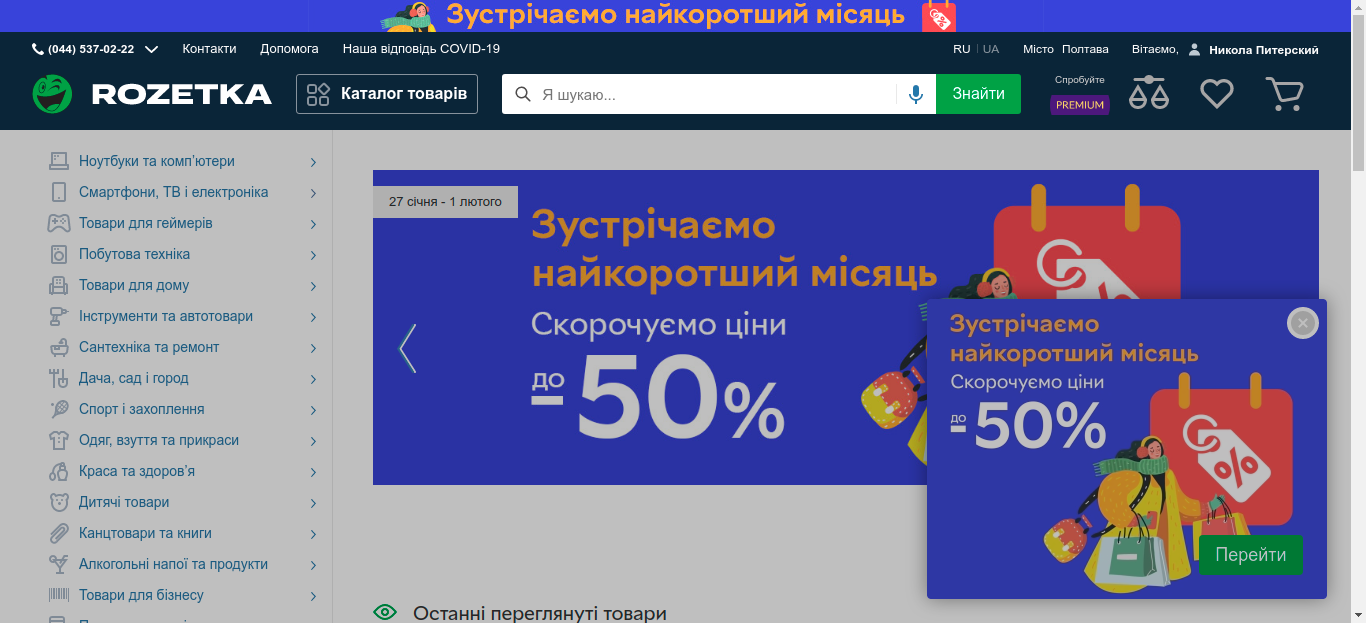 Зустрічаємо найкоротший місяць
(044) 537-02-22 Контакти Допомога Наша відповідь COVID-19 RU UA Місто Полтава Вітаємо, Никола Питерский
ROZETKA Каталог товарів Я шукаю... Знайти Спробуйте PREMIUM
Ноутбуки та комп'ютери
Смартфони, ТВ і електроніка
Товари для геймерів
Побутова техніка
Товари для дому
Інструменти та автотовари
Сантехніка та ремонт
Дача, сад і город
Спорт і захоплення
Одяг, взуття та прикраси
Краса та здоров'я
Дитячі товари
Канцтовари та книги
Алкогольні напої та продукти
Товари для бізнесу
27 січня - 1 лютого
Зустрічаємо
найкоротший місяць
Скорочуємо ціни
до
-50%
Зустрічаємо
найкоротший місяць
Скорочуємо ціни
до
-50%
Перейти
Останні переглянуті товари